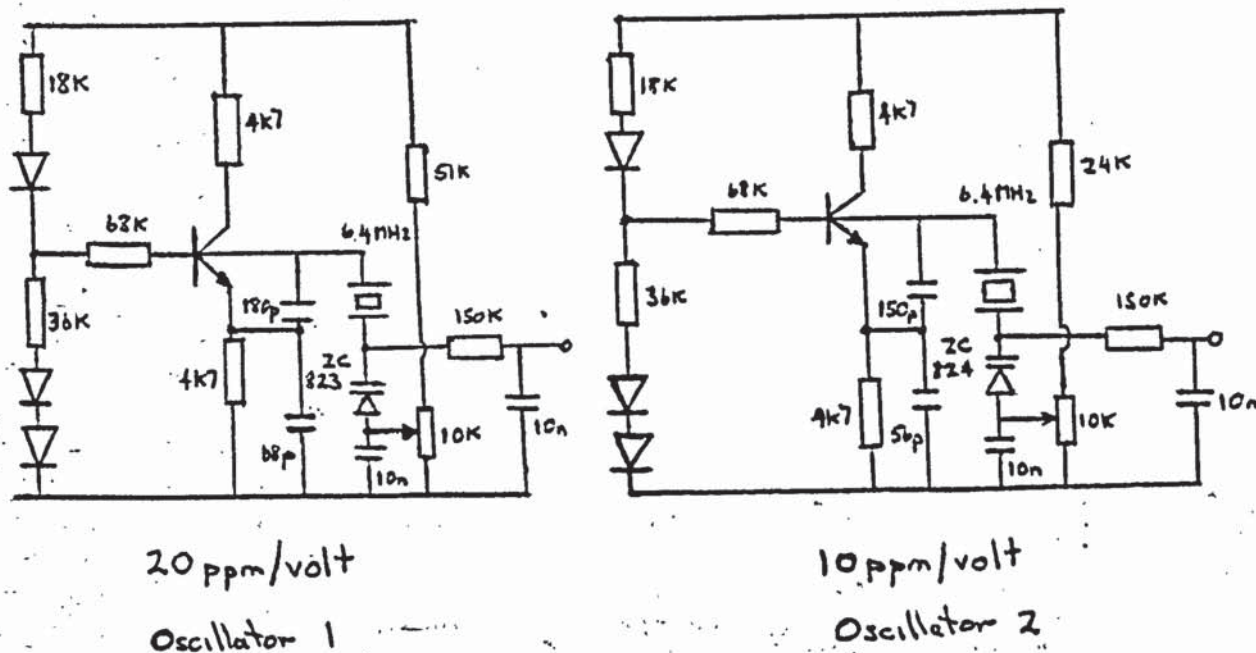 18K
4K7
51K
68K
6.4MHz
180p
150K
36K
4K7
ZC
823
68p
10K
10n
10n
20 ppm/volt
Oscillator 1
18K
4K7
24K
68K
6.4MHz
36K
150p
150K
ZC
824
4K7
56p
10K
10n
10n
10 ppm/volt
Oscillator 2